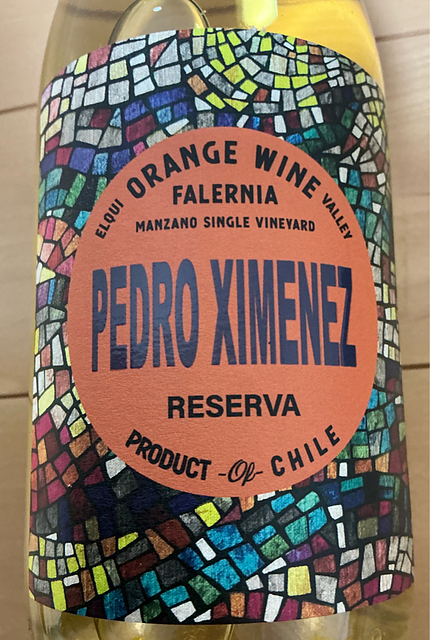 ORANGE WINE
ELQUI VALLEY
FALERNIA
MANZANO SINGLE VINEYARD
PEDRO XIMENEZ
RESERVA
PRODUCT -Of- CHILE